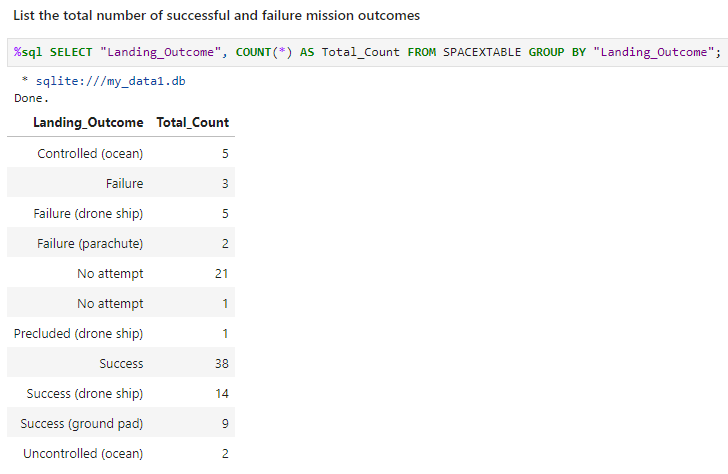 List the total number of successful and failure mission outcomes
%sql SELECT "Landing_Outcome", COUNT(*) AS Total_Count FROM SPACEXTABLE GROUP BY "Landing_Outcome";
* sqlite:///my_data1.db
Done.
Landing_Outcome Total_Count
Controlled (ocean) 5
Failure 3
Failure (drone ship) 5
Failure (parachute) 2
No attempt 21
No attempt 1
Precluded (drone ship) 1
Success 38
Success (drone ship) 14
Success (ground pad) 9
Uncontrolled (ocean) 2